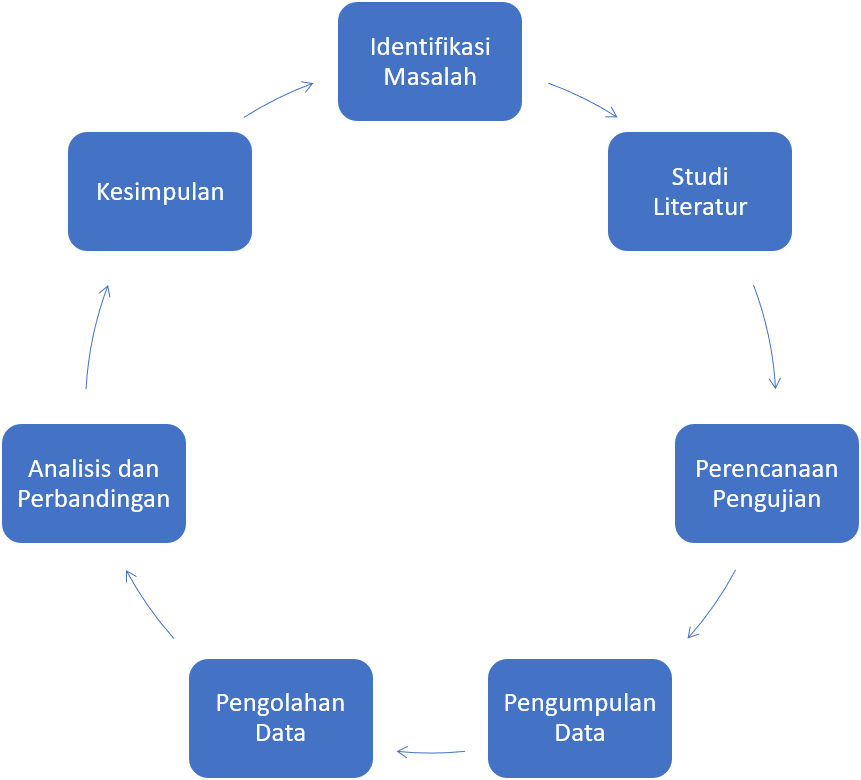 Identifikasi
Masalah
Studi
Literatur
Perencanaan
Pengujian
Pengumpulan
Data
Pengolahan
Data
Analisis dan
Perbandingan
Kesimpulan